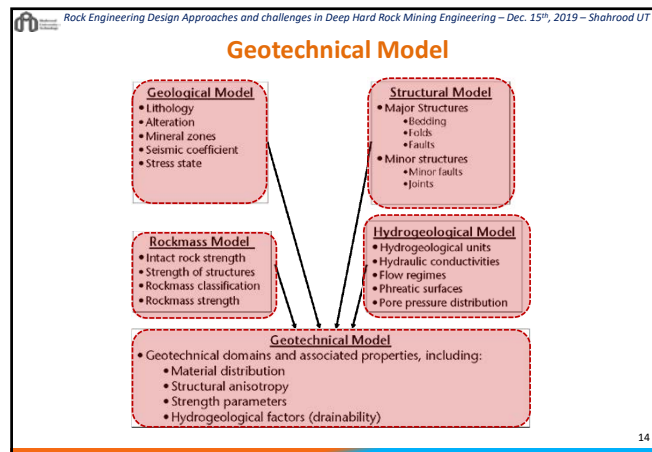 Rock Engineering Design Approaches and challenges in Deep Hard Rock Mining Engineering – Dec. 15th, 2019 – Shahrood UT
Geotechnical Model
Geological Model
• Lithology
• Alteration
• Mineral zones
• Seismic coefficient
• Stress state
Structural Model
• Major Structures
• Bedding
• Folds
• Faults
• Minor structures
• Minor faults
• Joints
Rockmass Model
• Intact rock strength
• Strength of structures
• Rockmass classification
• Rockmass strength
Hydrogeological Model
• Hydrogeological units
• Hydraulic conductivities
• Flow regimes
• Phreatic surfaces
• Pore pressure distribution
Geotechnical Model
• Geotechnical domains and associated properties, including:
• Material distribution
• Structural anisotropy
• Strength parameters
• Hydrogeological factors (drainability)
14